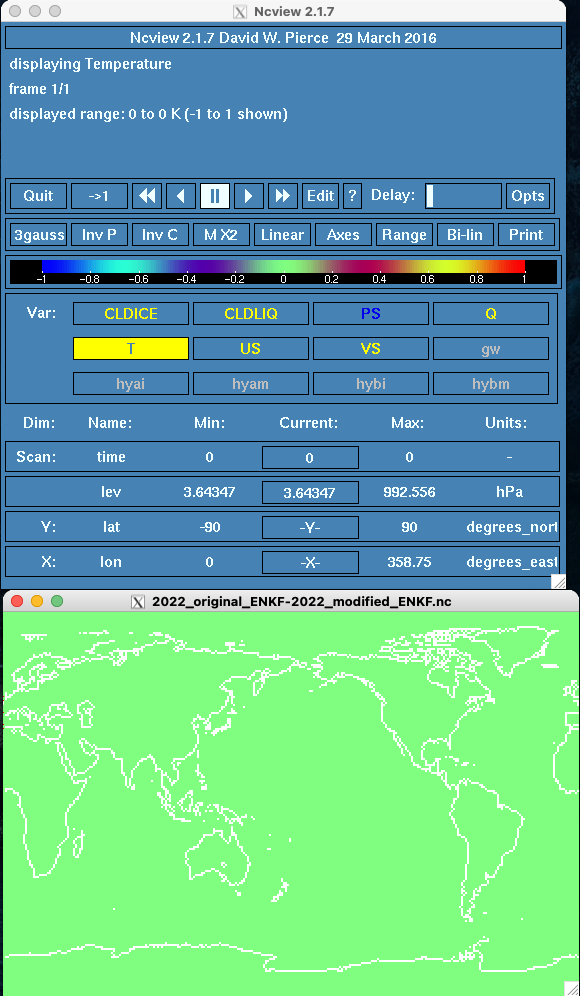 Ncview 2.1.7
Ncview 2.1.7 David W. Pierce  29 March 2016
displaying Temperature
frame 1/1
displayed range: 0 to 0 K (-1 to 1 shown)
Quit ->1 Edit ? Delay: Opts
3gauss Inv P Inv C M X2 Linear Axes Range Bi-lin Print
-1 -0.8 -0.6 -0.4 -0.2 0 0.2 0.4 0.6 0.8 1
Var: CLDICE CLDLIQ PS Q
T US VS gw
hyai hyam hybi hybm
Dim: Name: Min: Current: Max: Units:
Scan: time 0 0 0 -
lev 3.64347 3.64347 992.556 hPa
Y: lat -90 -Y- 90 degrees_nort
X: lon 0 -X- 358.75 degrees_east
2022_original_ENKF-2022_modified_ENKF.nc